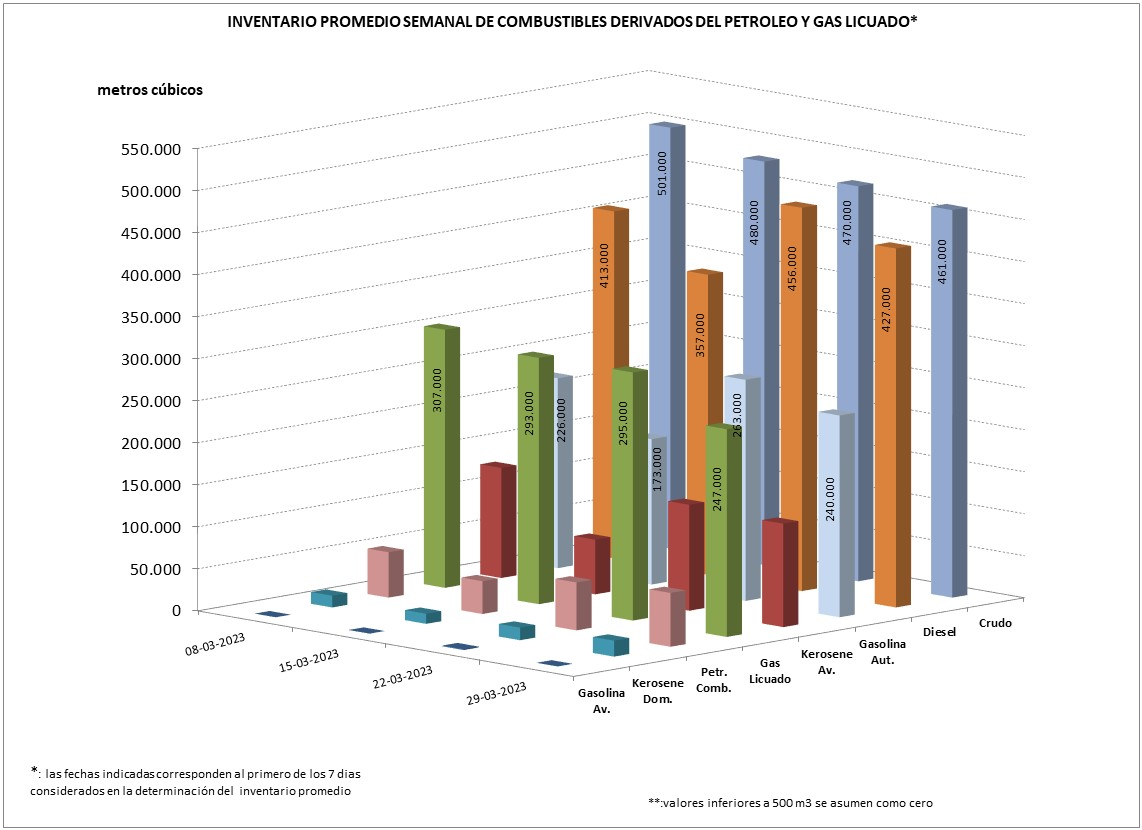 INVENTARIO PROMEDIO SEMANAL DE COMBUSTIBLES DERIVADOS DEL PETROLEO Y GAS LICUADO*
metros cúbicos
550.000
500.000
450.000
400.000
350.000
300.000
250.000
200.000
150.000
100.000
50.000
0
501.000
480.000
470.000
461.000
413.000
357.000
456.000
427.000
226.000
173.000
263.000
240.000
307.000
293.000
295.000
247.000
08-03-2023
15-03-2023
22-03-2023
29-03-2023
Gasolina
Av.
Kerosene
Dom.
Petr.
Comb.
Gas
Licuado
Kerosene
Av.
Gasolina
Aut.
Diesel
Crudo
*: las fechas indicadas corresponden al primero de los 7 dias
considerados en la determinación del inventario promedio
**:valores inferiores a 500 m3 se asumen como cero